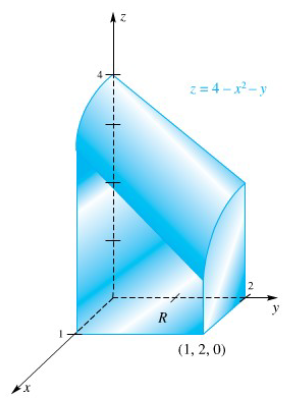 z
4
z = 4 – x² – y
2
y
R
1
(1, 2, 0)
x